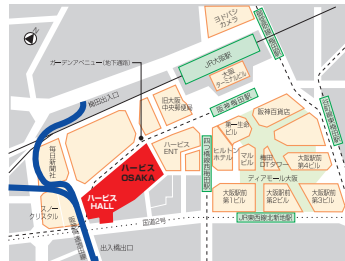 ヨドバシ
カメラ
JR大阪駅
大阪
ターミナルビル
ガーデンアベニュー(地下通路)
梅田出入口
旧大阪
中央郵便局
阪神梅田駅
阪神百貨店
第一生命
ビル
ハービス
ENT
ヒルトン
ホテル
マル
ビル
梅田
DTタワー
大阪駅前
第4ビル
ディアモール大阪
毎日新聞社
ハービス
OSAKA
ハービス
HALL
スノー
クリスタル
四つ橋線西梅田駅
大阪駅前
第1ビル
大阪駅前
第2ビル
大阪駅前
第3ビル
国道2号
JR東西線北新地駅
出入橋出口